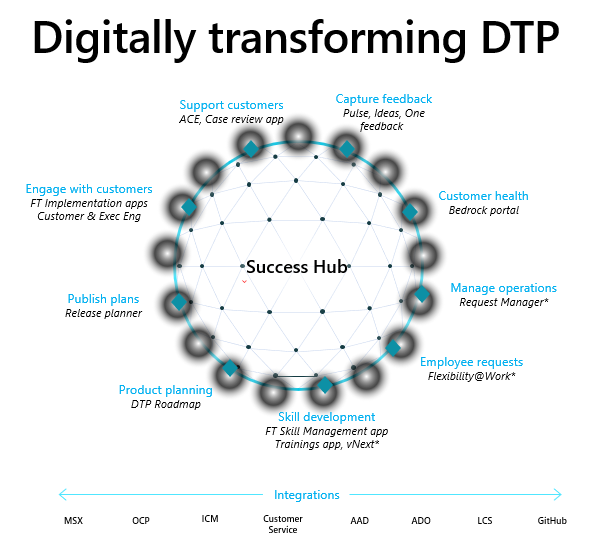 Digitally transforming DTP
Support customers
ACE, Case review app
Capture feedback
Pulse, Ideas, One
feedback
Engage with customers
FT Implementation apps
Customer & Exec Eng
Customer health
Bedrock portal
Success Hub
Publish plans
Release planner
Manage operations
Request Manager*
Employee requests
Flexibility@Work*
Product planning
DTP Roadmap
Skill development
FT Skill Management app
Trainings app, vNext*
Integrations
MSX OCP ICM Customer AAD ADO LCS GitHub
Service